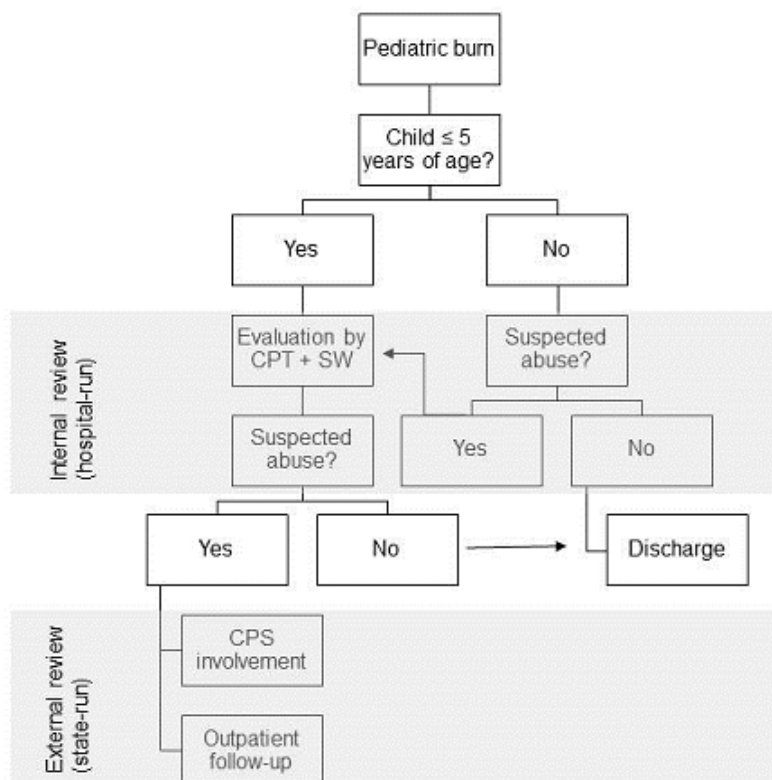 Pediatric burn
Child ≤ 5
years of age?
Yes
No
Internal review
(hospital-run)
Evaluation by
CPT + SW
Suspected
abuse?
Suspected
abuse?
Yes
No
Yes
No
Discharge
External review
(state-run)
CPS
involvement
Outpatient
follow-up